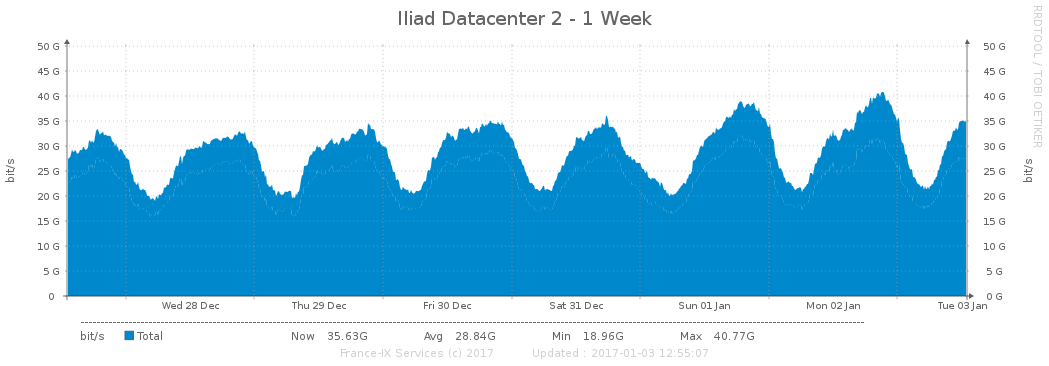 Iliad Datacenter 2 - 1 Week
RRDTOOL / TOBI OETIKER
50 G 50 G
45 G 45 G
40 G 40 G
35 G 35 G
30 G 30 G
25 G 25 G
20 G 20 G
15 G 15 G
10 G 10 G
5 G 5 G
0 0 G
bit/s
bit/s
Wed 28 Dec Thu 29 Dec Fri 30 Dec Sat 31 Dec Sun 01 Jan Mon 02 Jan Tue 03 Jan
bit/s Total Now 35.63G Avg 28.84G Min 18.96G Max 40.77G
France-IX Services (c) 2017 Updated : 2017-01-03 12:55:07